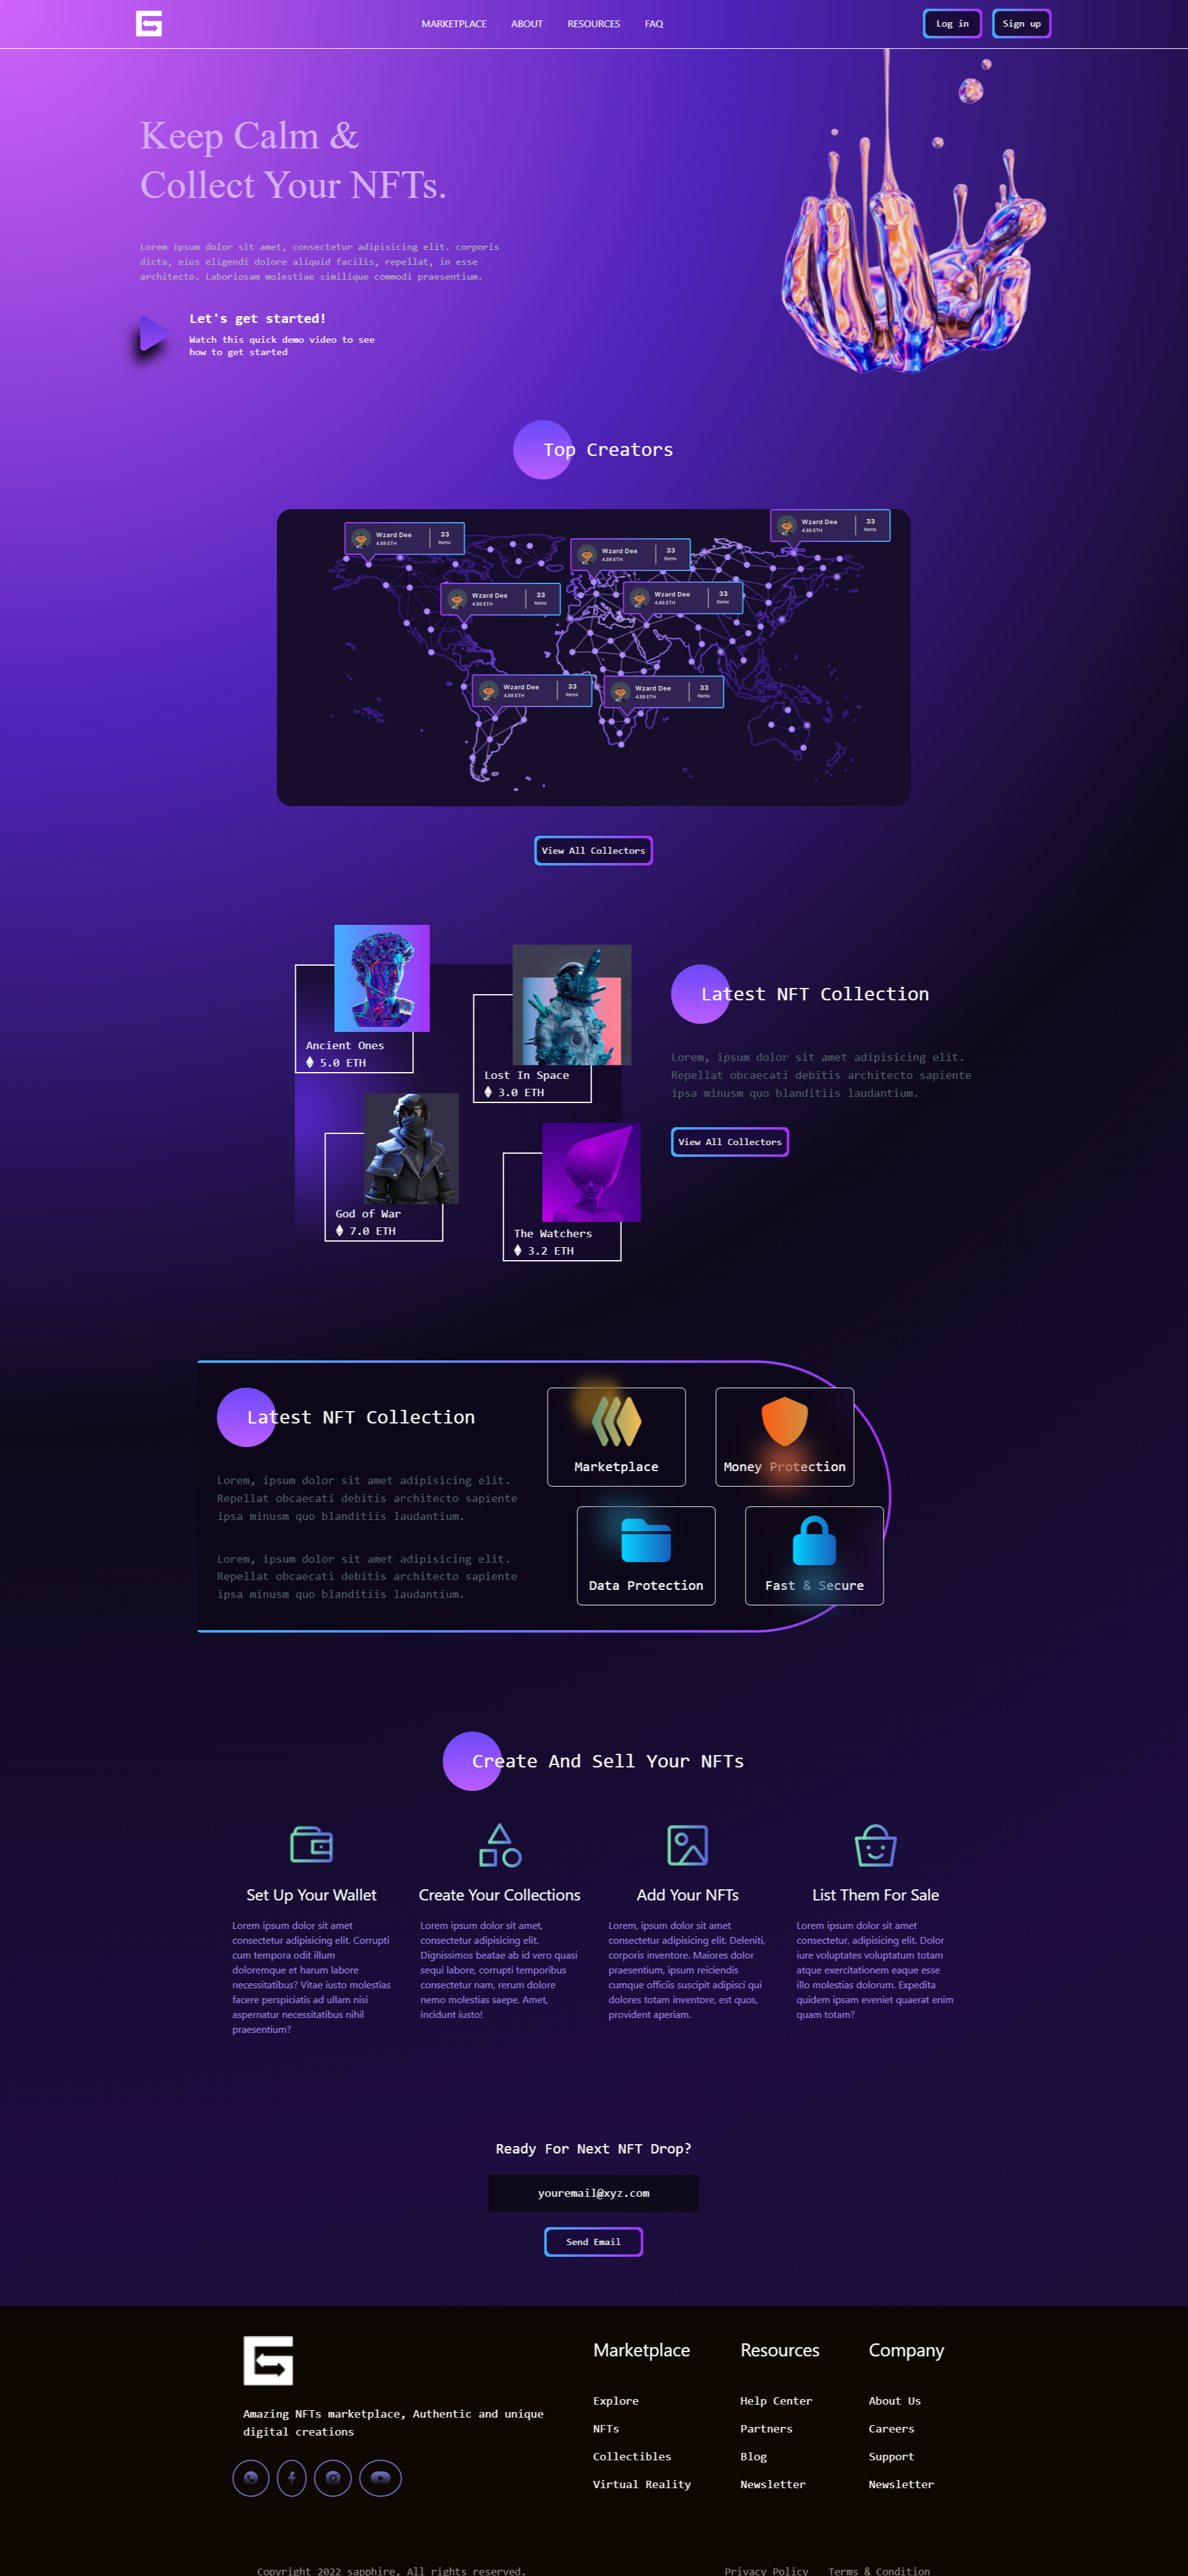 MARKETPLACE ABOUT RESOURCES FAQ
Log in Sign up
Keep Calm &
Collect Your NFTs.
Lorem ipsum dolor sit amet, consectetur adipisicing elit. corporis
dicta, eius eligendi dolore aliquid facilis, repellat, in esse
architecto. Laboriosam molestiae similique commodi praesentium.
Let's get started!
Watch this quick demo video to see
how to get started
Top Creators
Wzard Dee 33
4.89 ETH Items
Wzard Dee 33
4.89 ETH Items
Wzard Dee 33
4.89 ETH Items
Wzard Dee 33
4.89 ETH Items
Wzard Dee 33
4.89 ETH Items
Wzard Dee 33
4.89 ETH Items
Wzard Dee 33
4.89 ETH Items
View All Collectors
Ancient Ones
5.0 ETH
Lost In Space
3.0 ETH
God of War
7.0 ETH
The Watchers
3.2 ETH
Latest NFT Collection
Lorem, ipsum dolor sit amet adipisicing elit.
Repellat obcaecati debitis architecto sapiente
ipsa minusm quo blanditiis laudantium.
View All Collectors
Latest NFT Collection
Lorem, ipsum dolor sit amet adipisicing elit.
Repellat obcaecati debitis architecto sapiente
ipsa minusm quo blanditiis laudantium.
Lorem, ipsum dolor sit amet adipisicing elit.
Repellat obcaecati debitis architecto sapiente
ipsa minusm quo blanditiis laudantium.
Marketplace
Money Protection
Data Protection
Fast & Secure
Create And Sell Your NFTs
Set Up Your Wallet
Lorem ipsum dolor sit amet
consectetur adipisicing elit. Corrupti
cum tempora odit illum
doloremque et harum labore
necessitatibus? Vitae iusto molestias
facere perspiciatis ad ullam nisi
aspernatur necessitatibus nihil
praesentium?
Create Your Collections
Lorem ipsum dolor sit amet,
consectetur adipisicing elit.
Dignissimos beatae ab id vero quasi
sequi labore, corrupti temporibus
consectetur nam, rerum dolore
nemo molestias saepe. Amet,
incidunt iusto!
Add Your NFTs
Lorem, ipsum dolor sit amet
consectetur adipisicing elit. Deleniti,
corporis inventore. Maiores dolor
praesentium, ipsum reiciendis
cumque officiis suscipit adipisci qui
dolores totam inventore, est quos,
provident aperiam.
List Them For Sale
Lorem ipsum dolor sit amet
consectetur, adipisicing elit. Dolor
iure voluptates voluptatum totam
atque exercitationem eaque esse
illo molestias dolorum. Expedita
quidem ipsam eveniet quaerat enim
quam totam?
Ready For Next NFT Drop?
youremail@xyz.com
Send Email
Amazing NFTs marketplace, Authentic and unique
digital creations
Marketplace
Explore
NFTs
Collectibles
Virtual Reality
Resources
Help Center
Partners
Blog
Newsletter
Company
About Us
Careers
Support
Newsletter
Copyright 2022 sapphire. All rights reserved.
Privacy Policy Terms & Condition